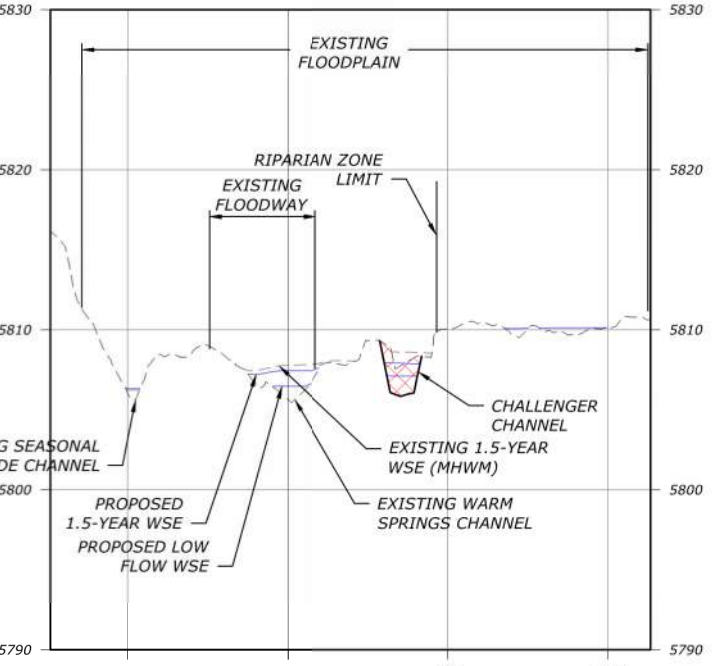 5830
5830
EXISTING
FLOODPLAIN
5820
5820
RIPARIAN ZONE
LIMIT
EXISTING
FLOODWAY
5810
5810
CHALLENGER
CHANNEL
G SEASONAL
DE CHANNEL
EXISTING 1.5-YEAR
WSE (MHWM)
5800
5800
PROPOSED
1.5-YEAR WSE
EXISTING WARM
SPRINGS CHANNEL
PROPOSED LOW
FLOW WSE
5790
5790